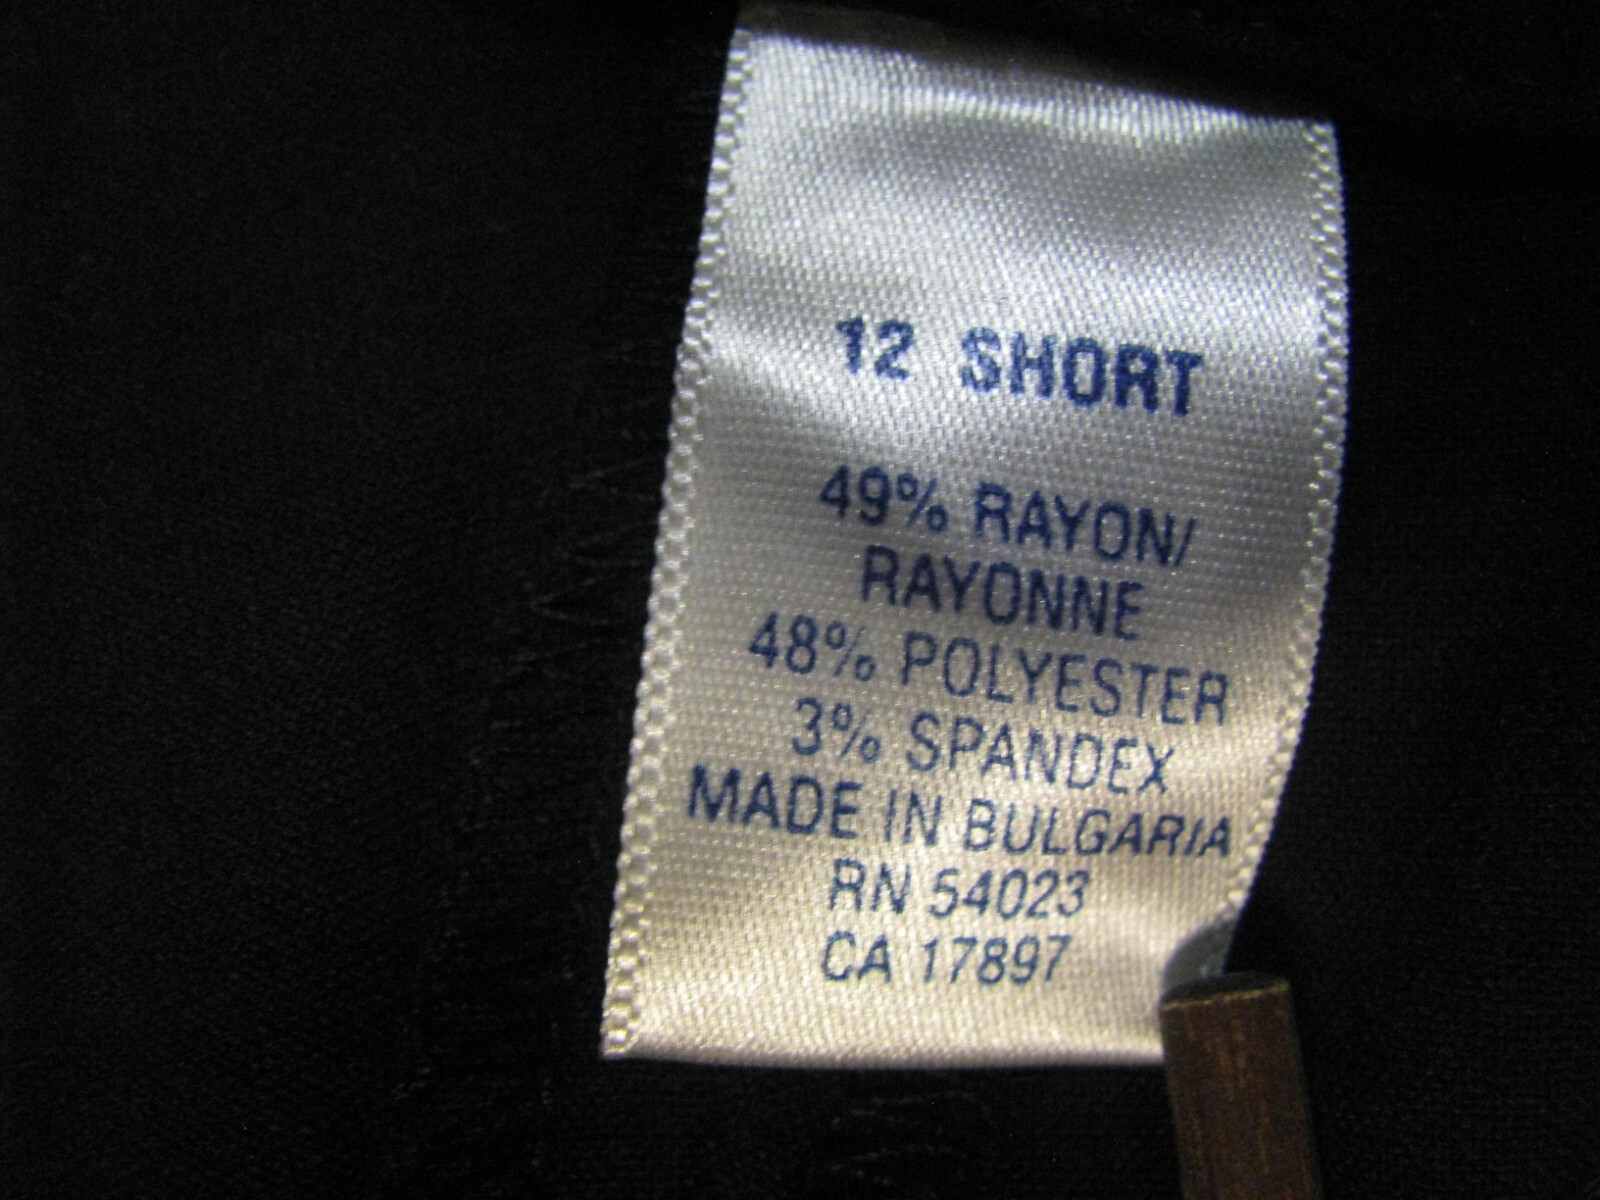 12 SHORT
49% RAYON/
RAYONNE
48% POLYESTER
3% SPANDEX
MADE IN BULGARIA
RN 54023
CA 17897